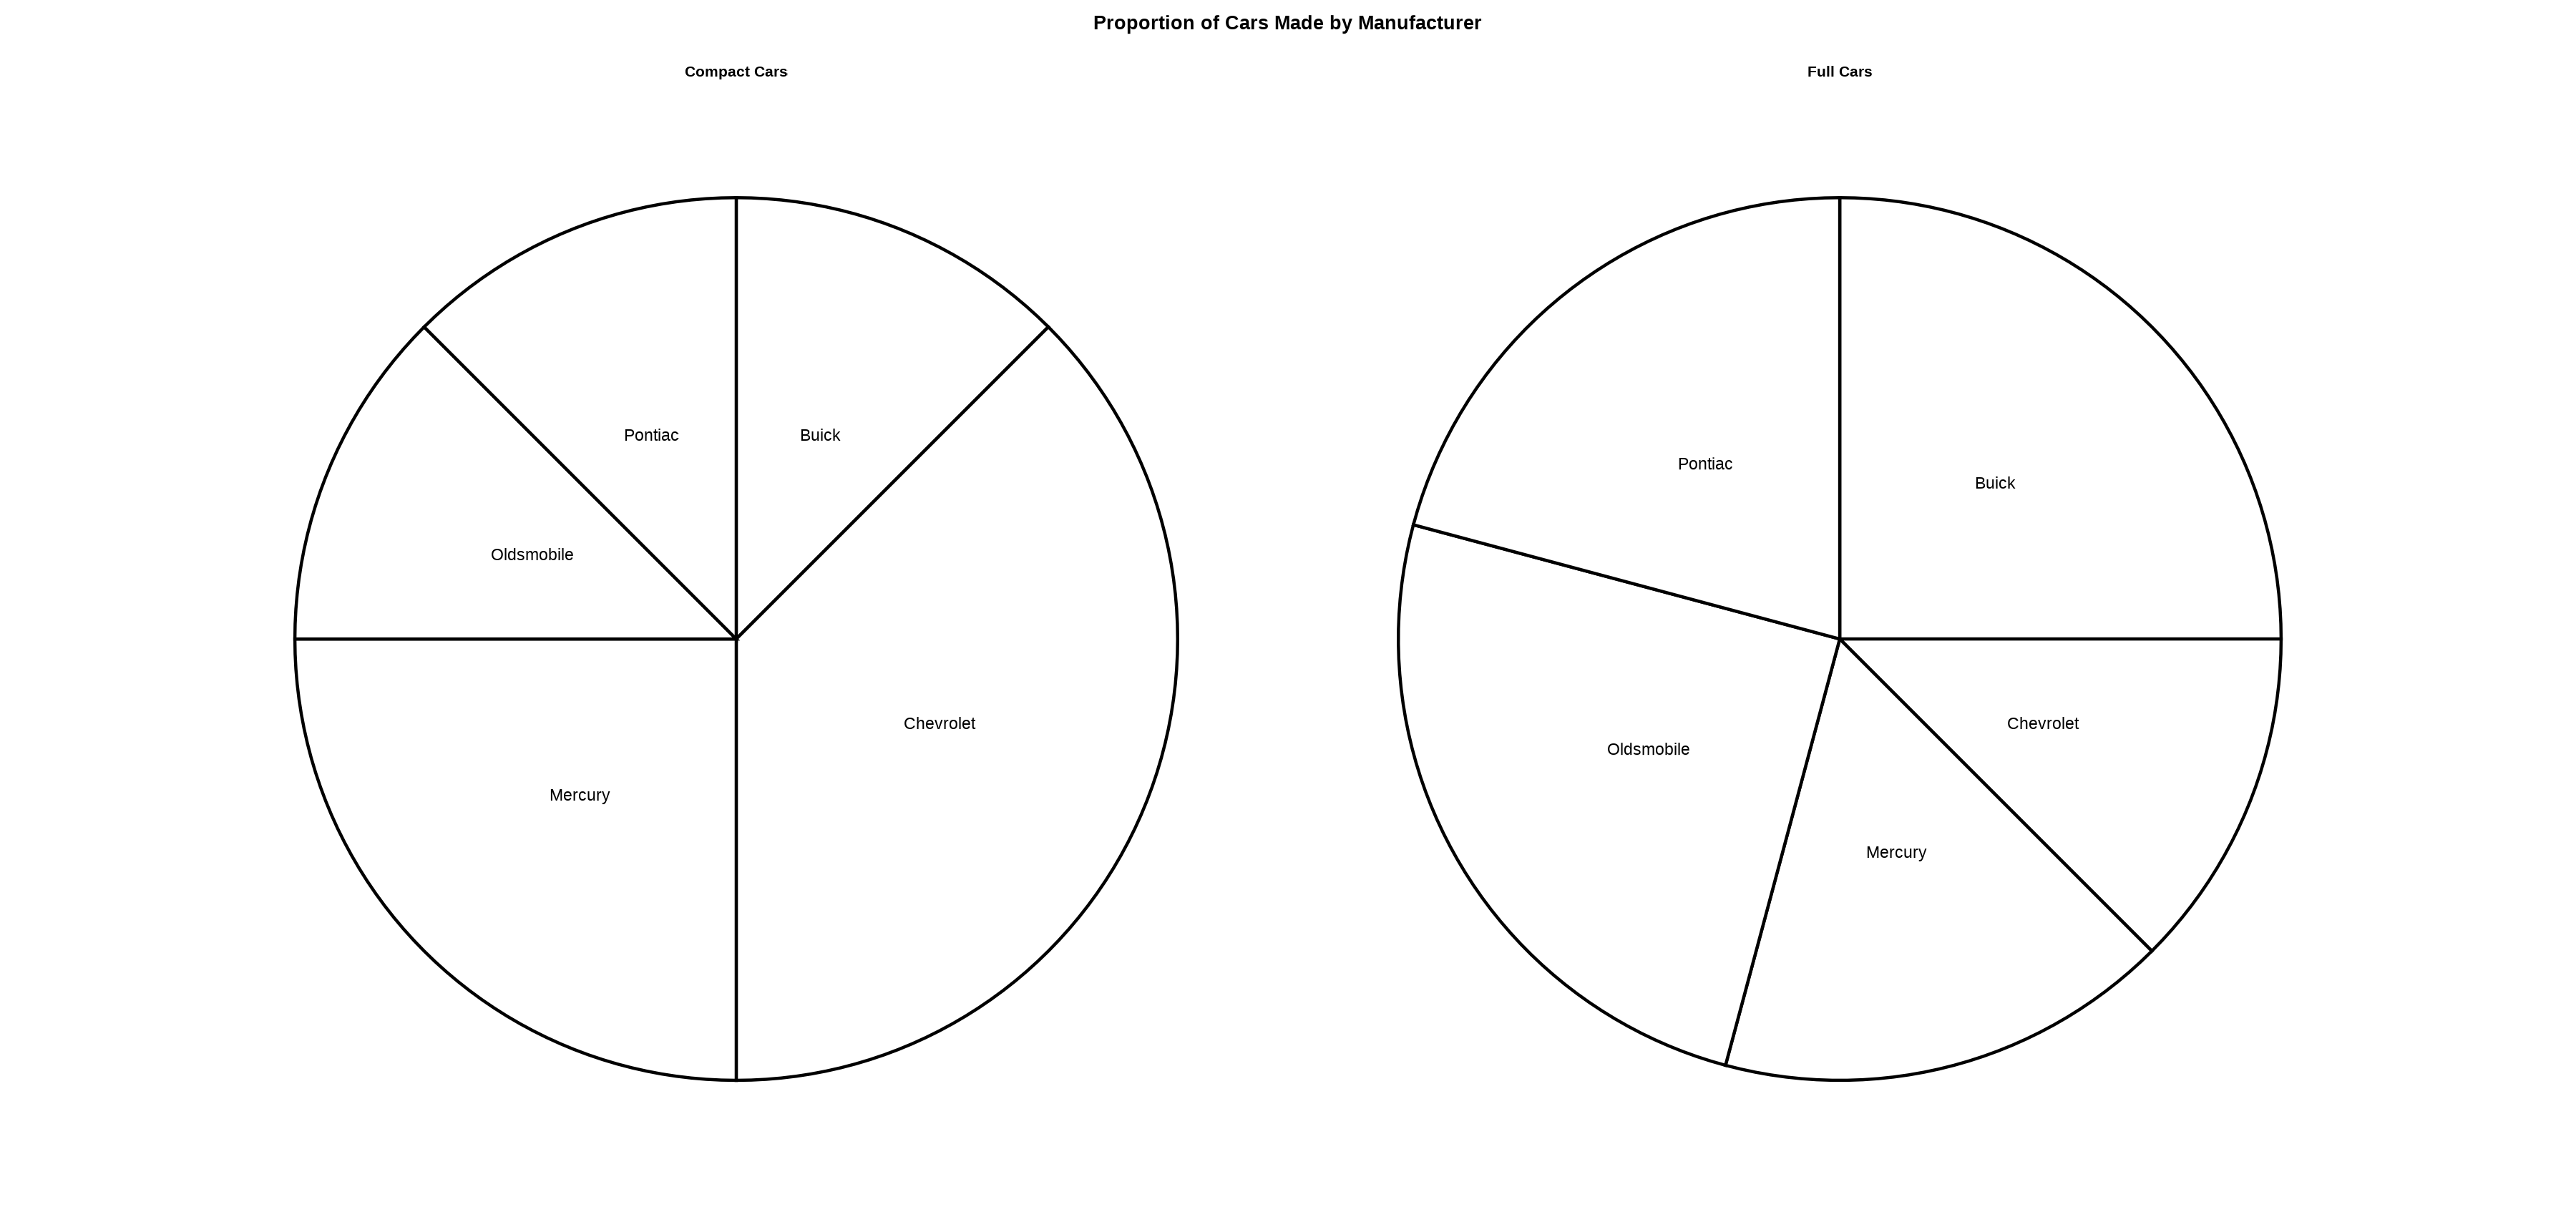 Proportion of Cars Made by Manufacturer
Compact Cars
Pontiac
Buick
Oldsmobile
Chevrolet
Mercury
Full Cars
Pontiac
Buick
Chevrolet
Oldsmobile
Mercury